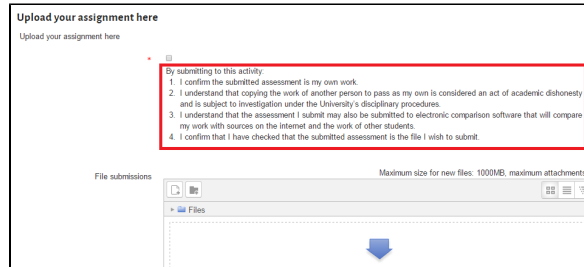 Upload your assignment here
Upload your assignment here
*
By submitting to this activity:
1. I confirm the submitted assessment is my own work.
2. I understand that copying the work of another person to pass as my own is considered an act of academic dishonesty
and is subject to investigation under the University's disciplinary procedures.
3. I understand that the assessment I submit may also be submitted to electronic comparison software that will compare
my work with sources on the internet and the work of other students.
4. I confirm that I have checked that the submitted assessment is the file I wish to submit.
File submissions
Maximum size for new files: 1000MB, maximum attachments
Files